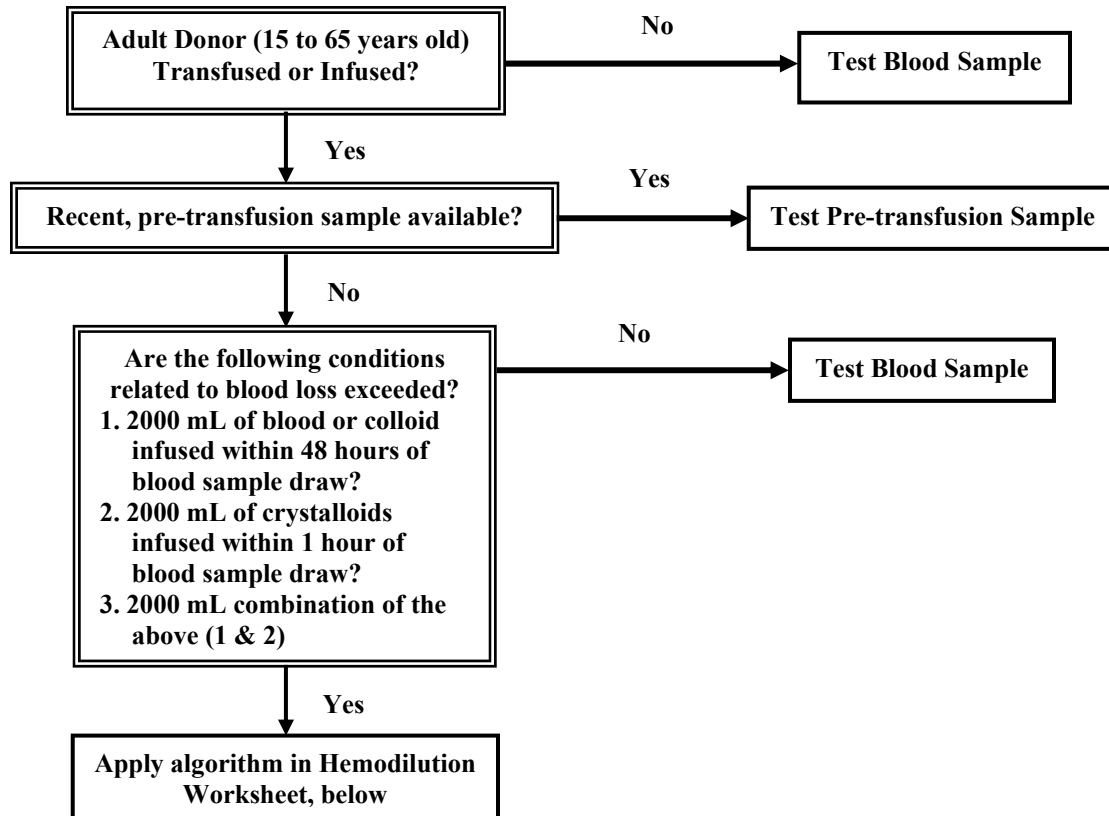 Adult Donor (15 to 65 years old)
Transfused or Infused?
No
Test Blood Sample
Yes
Recent, pre-transfusion sample available?
Yes
Test Pre-transfusion Sample
No
Are the following conditions
related to blood loss exceeded?
1. 2000 mL of blood or colloid
infused within 48 hours of
blood sample draw?
2. 2000 mL of crystalloids
infused within 1 hour of
blood sample draw?
3. 2000 mL combination of the
above (1 & 2)
No
Test Blood Sample
Yes
Apply algorithm in Hemodilution
Worksheet, below